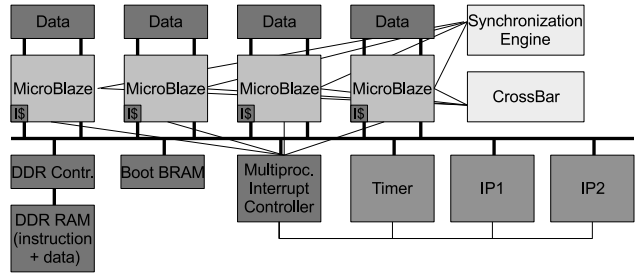 Data
Data
Data
Data
Synchronization
Engine
MicroBlaze
MicroBlaze
MicroBlaze
MicroBlaze
CrossBar
I$
I$
I$
I$
DDR Contr.
Boot BRAM
Multiproc.
Interrupt
Controller
Timer
IP1
IP2
DDR RAM
(instruction
+ data)